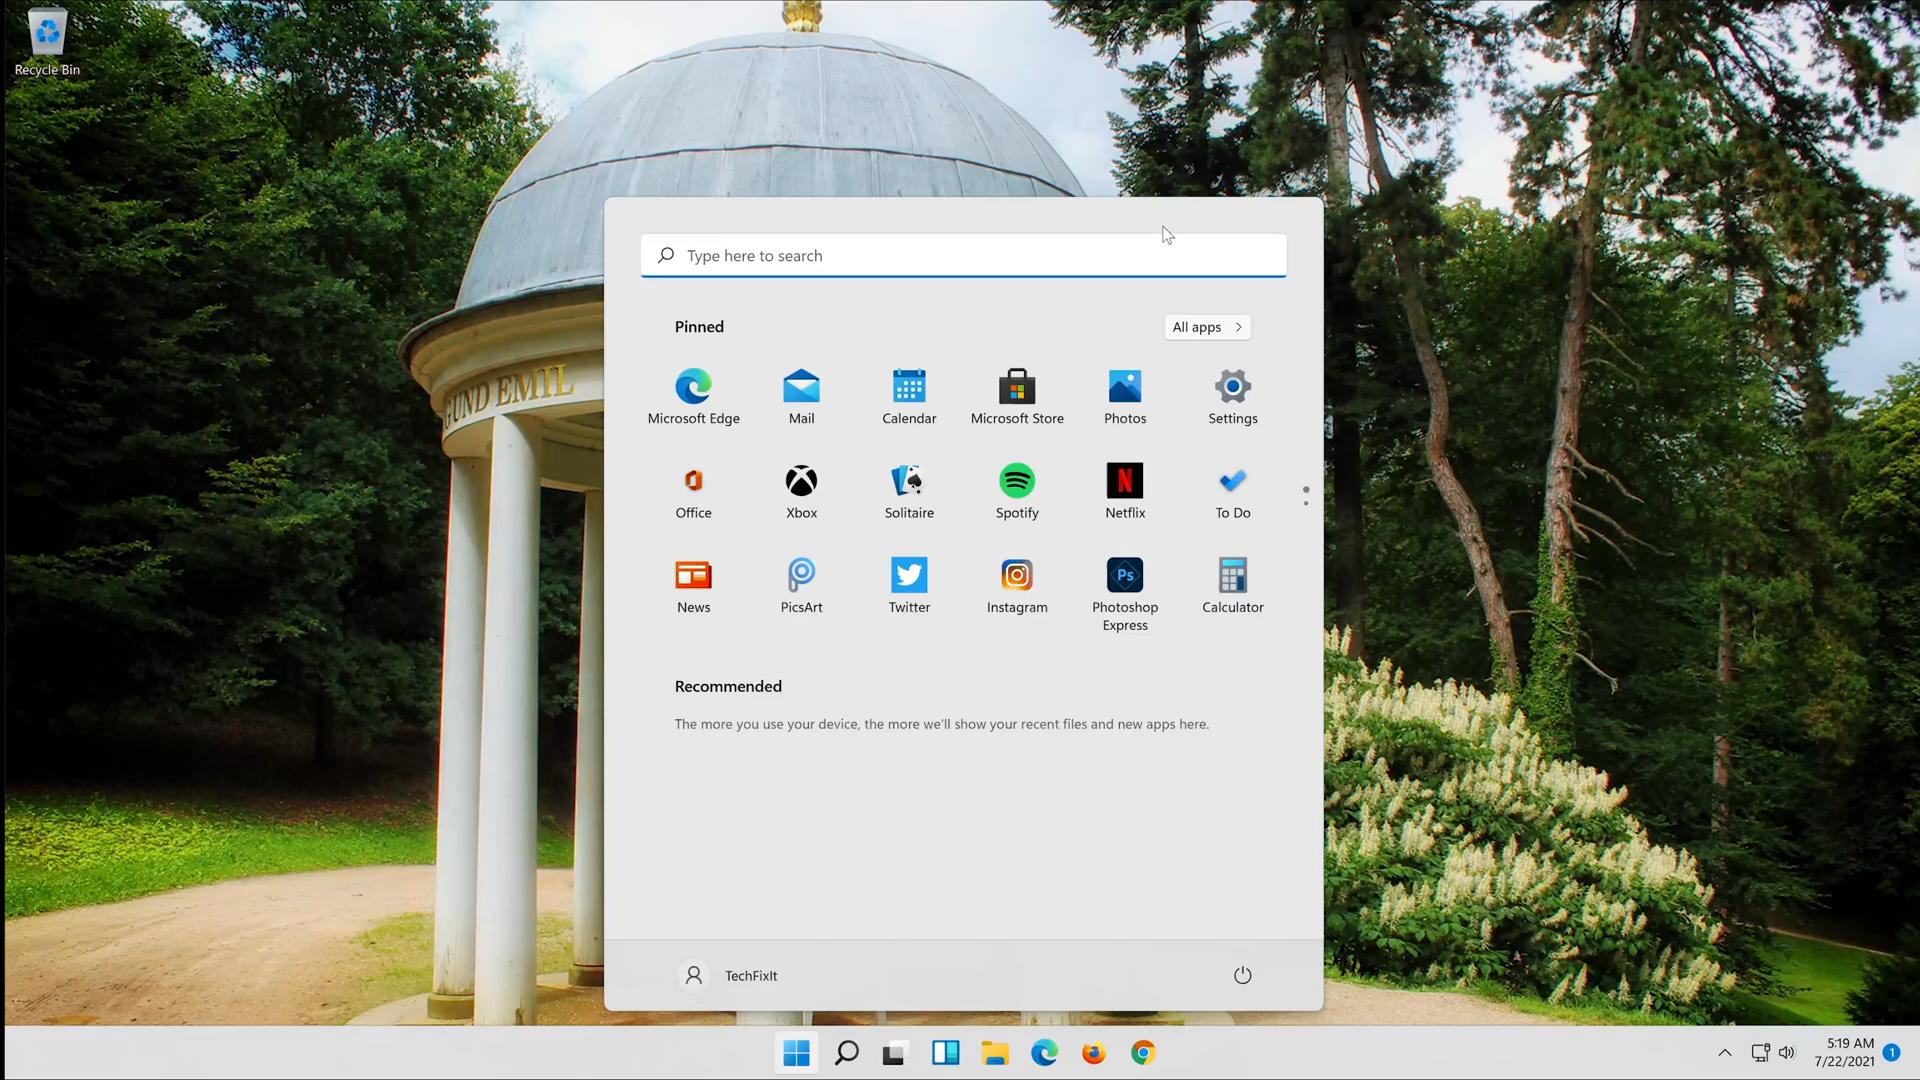 Recycle Bin
GUND EMIL
Type here to search
Pinned
All apps
Microsoft Edge
Mail
Calendar
Microsoft Store
Photos
Settings
Office
Xbox
Solitaire
Spotify
Netflix
To Do
News
PicsArt
Twitter
Instagram
Ps
Photoshop
Express
Calculator
Recommended
The more you use your device, the more we'll show your recent files and new apps here.
TechFixIt
5:19 AM
7/22/2021
1